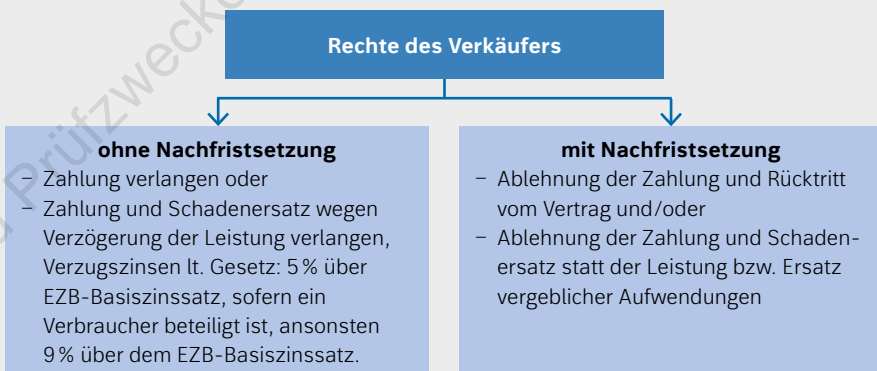 Rechte des Verkäufers
ohne Nachfristsetzung
– Zahlung verlangen oder
– Zahlung und Schadenersatz wegen
Verzögerung der Leistung verlangen,
Verzugszinsen lt. Gesetz: 5 % über
EZB-Basiszinssatz, sofern ein
Verbraucher beteiligt ist, ansonsten
9 % über dem EZB-Basiszinssatz.
mit Nachfristsetzung
– Ablehnung der Zahlung und Rücktritt
vom Vertrag und/oder
– Ablehnung der Zahlung und Schaden-
ersatz statt der Leistung bzw. Ersatz
vergeblicher Aufwendungen